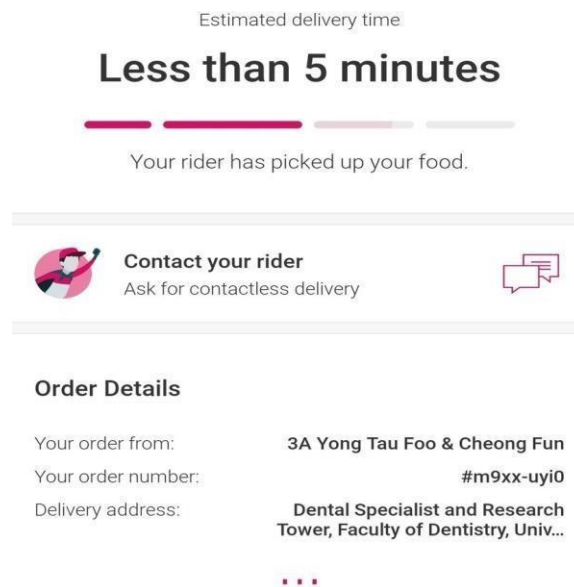 Estimated delivery time
Less than 5 minutes
Your rider has picked up your food.
Contact your rider
Ask for contactless delivery
Order Details
Your order from: 3A Yong Tau Foo & Cheong Fun
Your order number: #m9xx-uyi0
Delivery address: Dental Specialist and Research
Tower, Faculty of Dentistry, Univ...